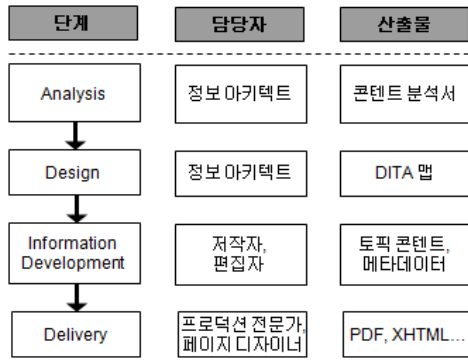 단계 담당자 산출물
Analysis 정보 아키텍트 콘텐트 분석서
Design 정보 아키텍트 DITA 맵
Information
Development
저작자,
편집자
토픽 콘텐트,
메타데이터
Delivery
프로덕션 전문가,
페이지 디자이너
PDF, XHTML...